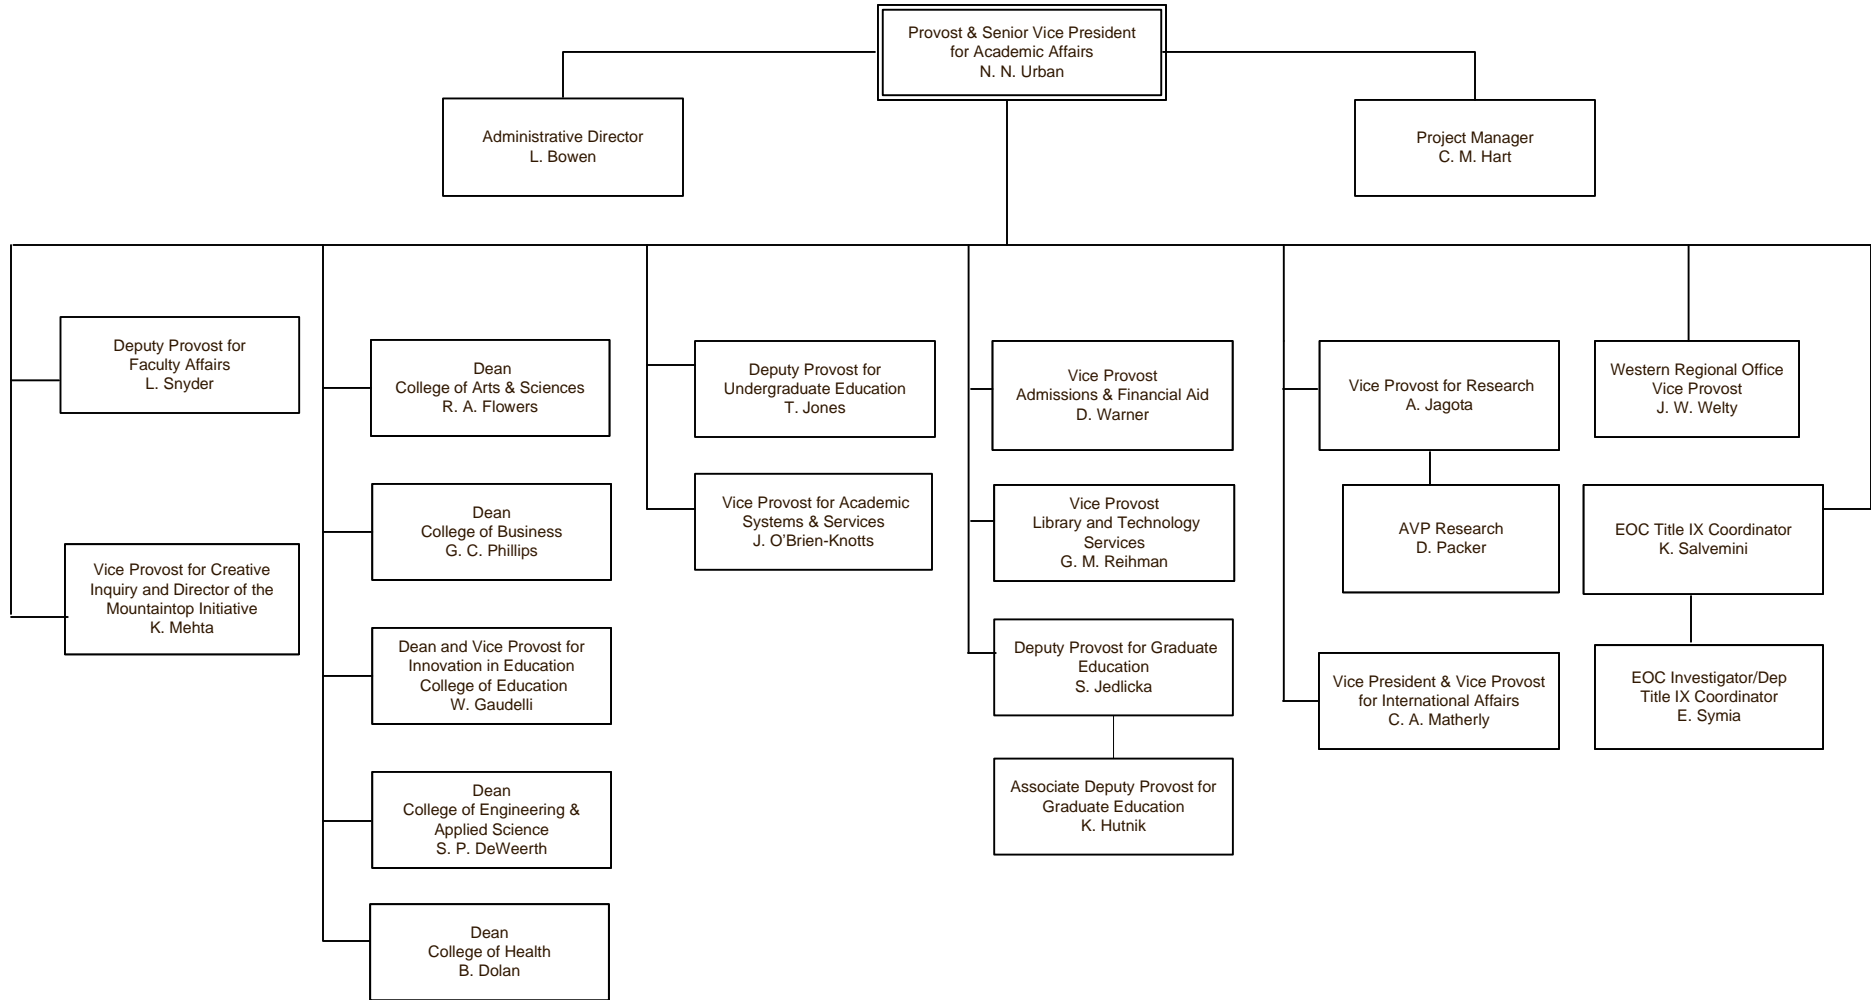 Provost & Senior Vice President
for Academic Affairs
N. N. Urban
Administrative Director
L. Bowen
Project Manager
C. M. Hart
Deputy Provost for
Faculty Affairs
L. Snyder
Vice Provost for Creative
Inquiry and Director of the
Mountaintop Initiative
K. Mehta
Dean
College of Arts & Sciences
R. A. Flowers
Dean
College of Business
G. C. Phillips
Dean and Vice Provost for
Innovation in Education
College of Education
W. Gaudelli
Dean
College of Engineering &
Applied Science
S. P. DeWeerth
Dean
College of Health
B. Dolan
Deputy Provost for
Undergraduate Education
T. Jones
Vice Provost for Academic
Systems & Services
J. O’Brien-Knotts
Vice Provost
Admissions & Financial Aid
D. Warner
Vice Provost
Library and Technology
Services
G. M. Reihman
Deputy Provost for Graduate
Education
S. Jedlicka
Associate Deputy Provost for
Graduate Education
K. Hutnik
Vice Provost for Research
A. Jagota
AVP Research
D. Packer
Vice President & Vice Provost
for International Affairs
C. A. Matherly
Western Regional Office
Vice Provost
J. W. Welty
EOC Title IX Coordinator
K. Salvemini
EOC Investigator/Dep
Title IX Coordinator
E. Symia